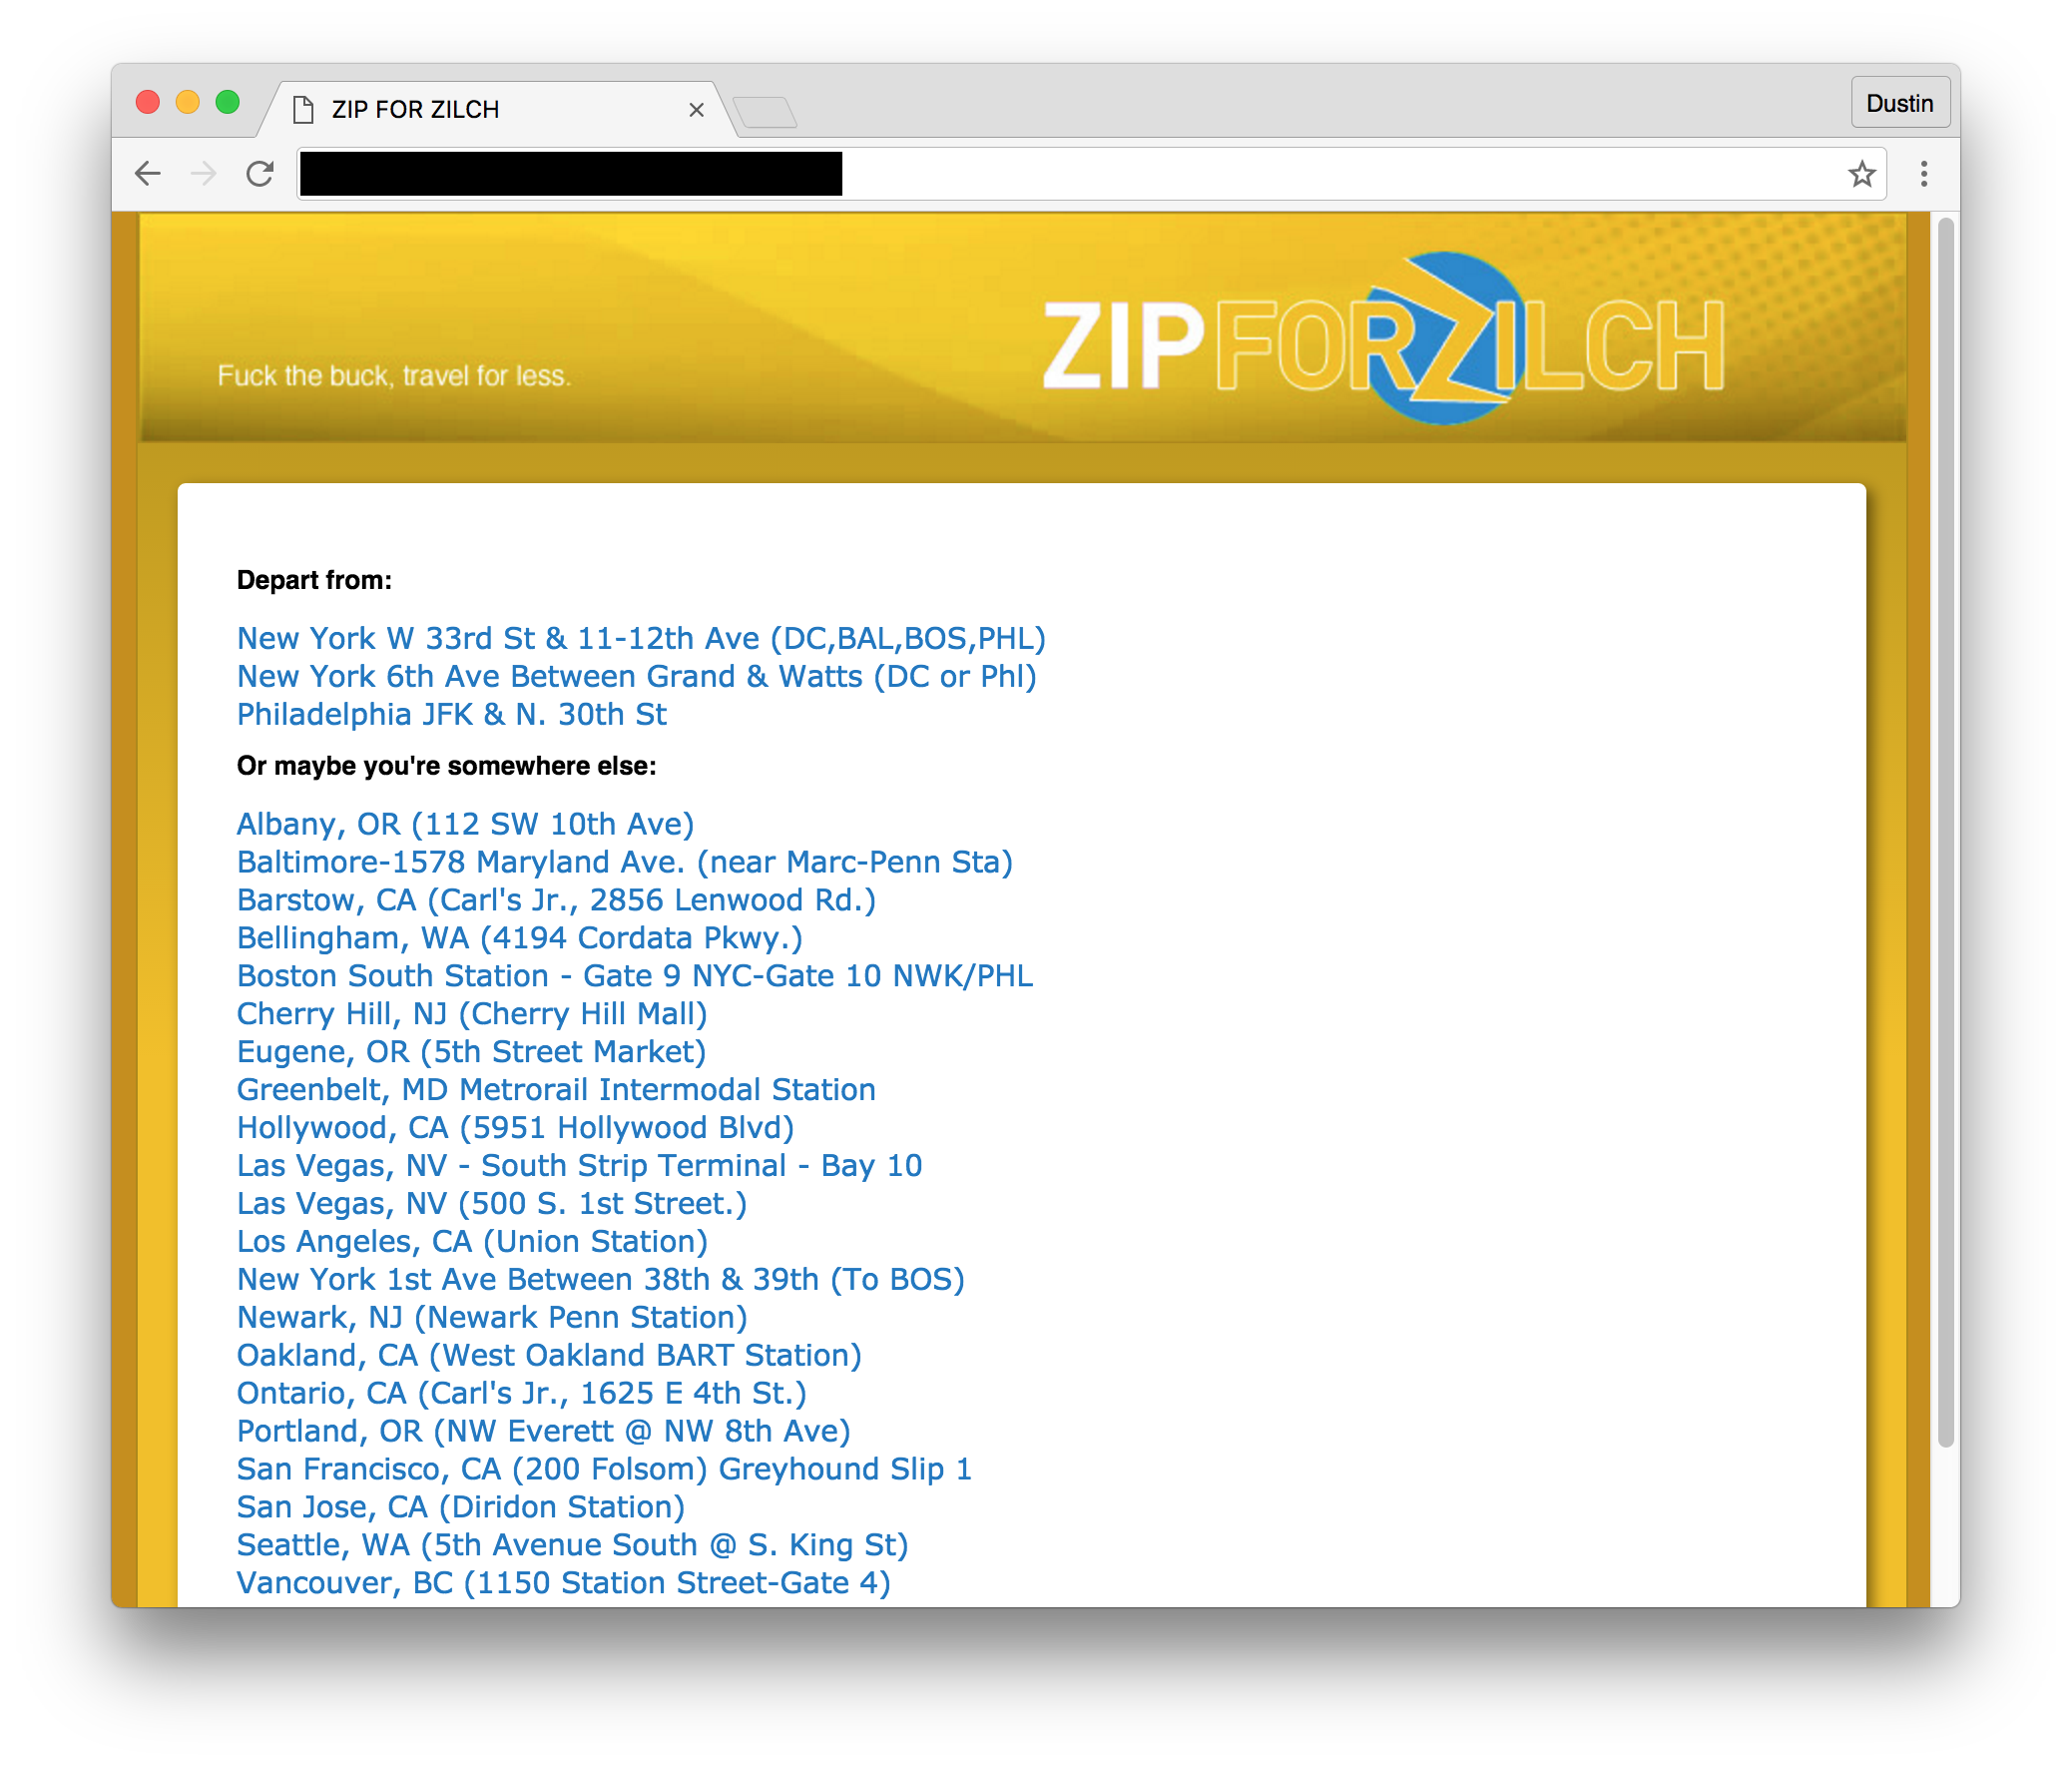 ZIP FOR ZILCH
Dustin
Fuck the buck, travel for less.
ZIPFORZILCH
Depart from:
New York W 33rd St & 11-12th Ave (DC,BAL,BOS,PHL)
New York 6th Ave Between Grand & Watts (DC or Phl)
Philadelphia JFK & N. 30th St
Or maybe you're somewhere else:
Albany, OR (112 SW 10th Ave)
Baltimore-1578 Maryland Ave. (near Marc-Penn Sta)
Barstow, CA (Carl's Jr., 2856 Lenwood Rd.)
Bellingham, WA (4194 Cordata Pkwy.)
Boston South Station - Gate 9 NYC-Gate 10 NWK/PHL
Cherry Hill, NJ (Cherry Hill Mall)
Eugene, OR (5th Street Market)
Greenbelt, MD Metrorail Intermodal Station
Hollywood, CA (5951 Hollywood Blvd)
Las Vegas, NV - South Strip Terminal - Bay 10
Las Vegas, NV (500 S. 1st Street.)
Los Angeles, CA (Union Station)
New York 1st Ave Between 38th & 39th (To BOS)
Newark, NJ (Newark Penn Station)
Oakland, CA (West Oakland BART Station)
Ontario, CA (Carl's Jr., 1625 E 4th St.)
Portland, OR (NW Everett @ NW 8th Ave)
San Francisco, CA (200 Folsom) Greyhound Slip 1
San Jose, CA (Diridon Station)
Seattle, WA (5th Avenue South @ S. King St)
Vancouver, BC (1150 Station Street-Gate 4)